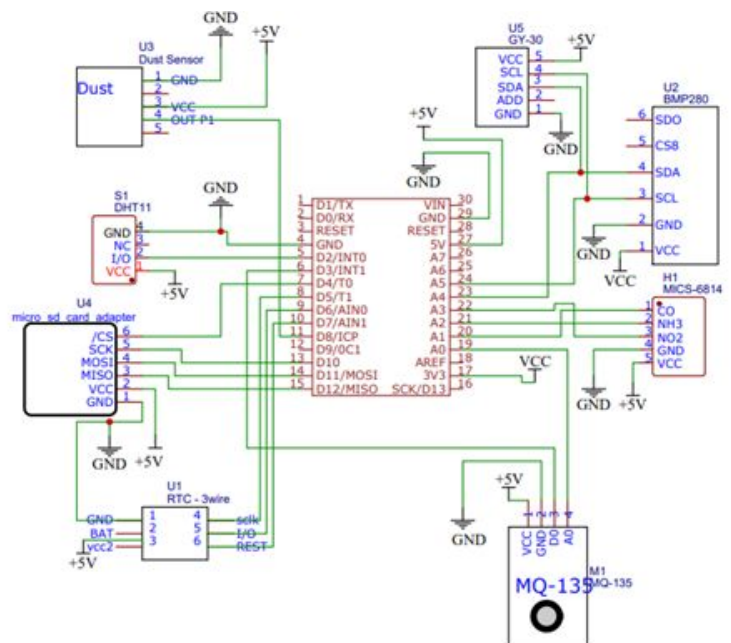 GND
+5V
U3
Dust Sensor
Dust
1 GND
2
3 VCC
4 OUT P1
5
U5
GY-30
+5V
VCC 5
SCL 4
SDA 3
ADD 2
GND 1
GND
U2
BMP280
6 SDO
5 CS8
4 SDA
3 SCL
2 GND
1 VCC
GND
VCC
+5V
GND
S1
DHT11
GND 4
NC 3
I/O 2
VCC 1
GND
+5V
1 D1/TX
2 D0/RX
3 RESET
4 GND
5 D2/INT0
6 D3/INT1
7 D4/T0
8 D5/T1
9 D6/AIN0
10 D7/AIN1
11 D8/ICP
12 D9/0C1
13 D10
14 D11/MOSI
15 D12/MISO
VIN 30
GND 29
RESET 28
5V 27
A7 26
A6 25
A5 24
A4 23
A3 22
A2 21
A1 20
A0 19
AREF 18
3V3 17
SCK/D13 16
VCC
H1
MICS-6814
1 CO
2 NH3
3 NO2
4 GND
5 VCC
GND
+5V
U4
micro_sd_card_adapter
/CS 6
SCK 5
MOSI 4
MISO 3
VCC 2
GND 1
GND
+5V
U1
RTC - 3wire
GND 1
BAT 2
vcc2 3
4 sclk
5 I/O
6 REST
+5V
+5V
GND
1 VCC
2 GND
3 D0
4 A0
MQ-135
M1
MQ-135